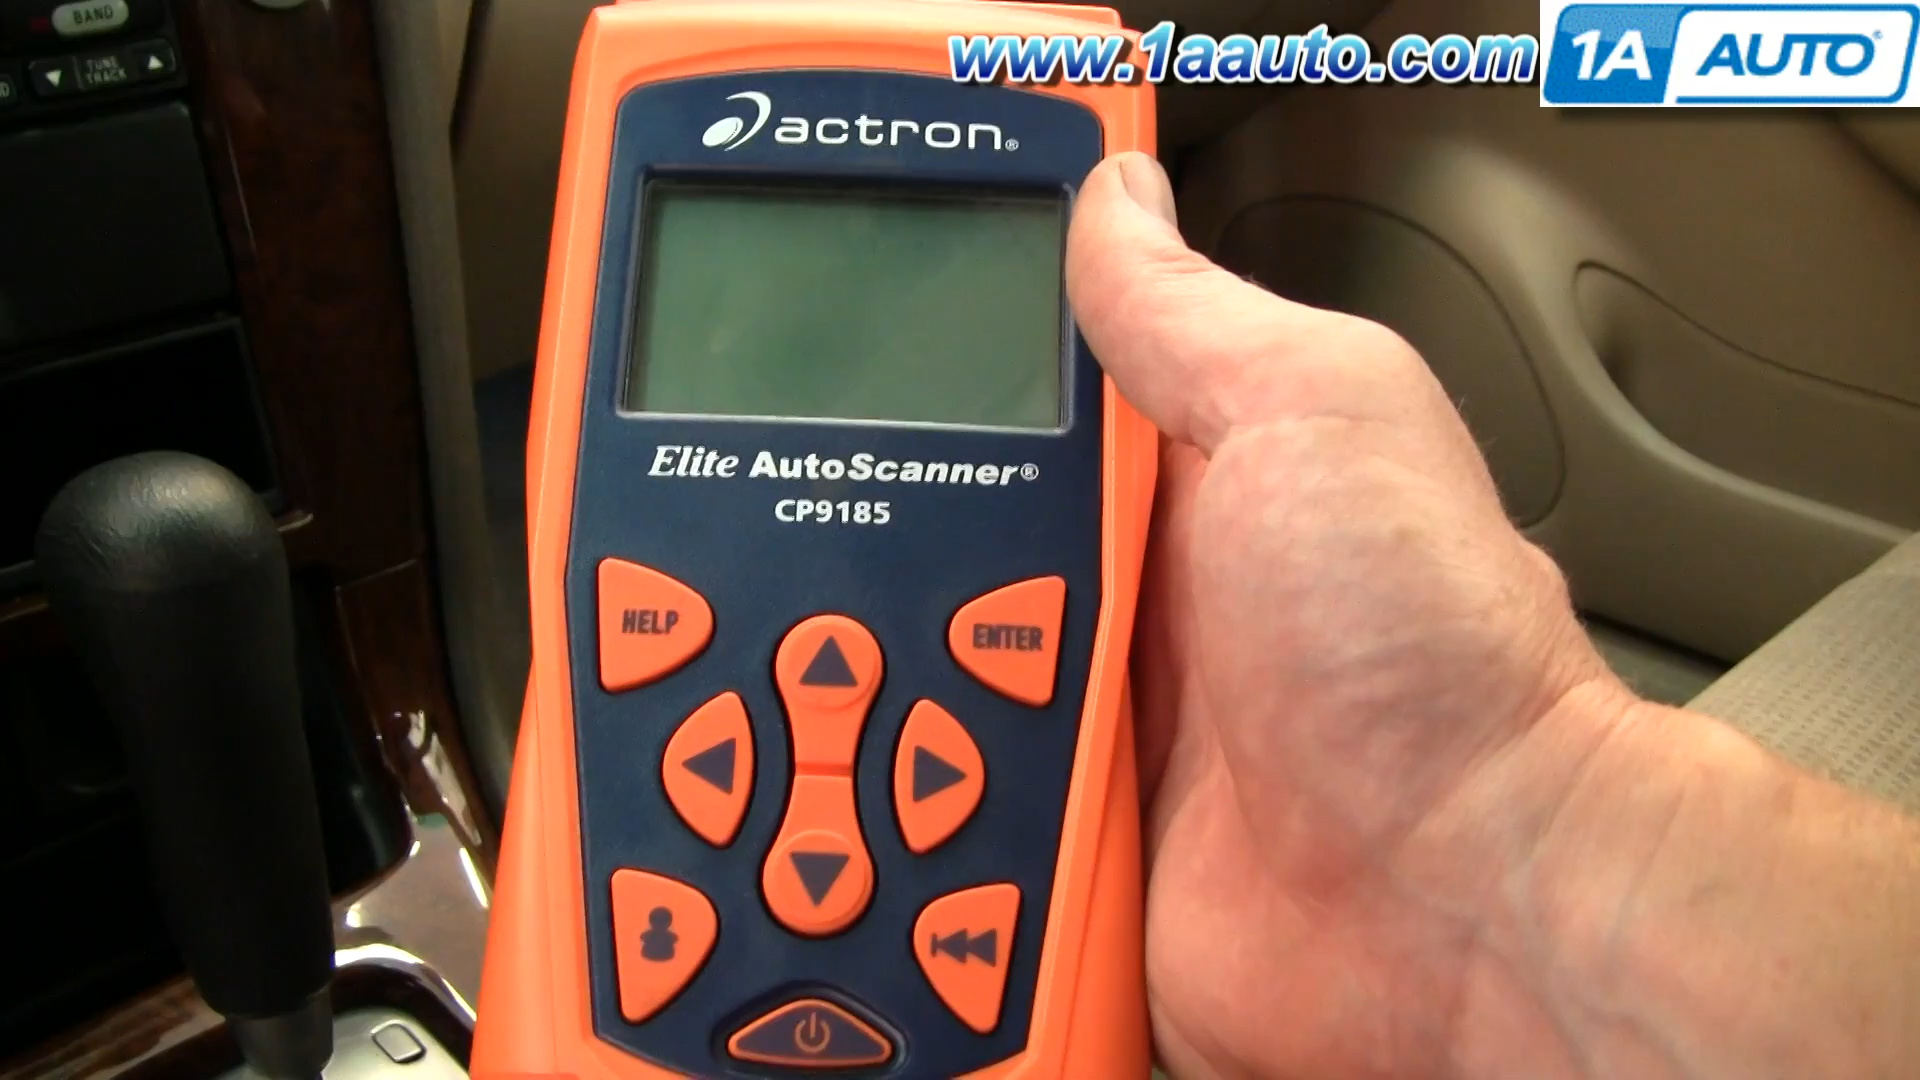 BAND
TUNE
TRACK
www.1aauto.com
1A AUTO
actron®
Elite AutoScanner®
CP9185
HELP
ENTER